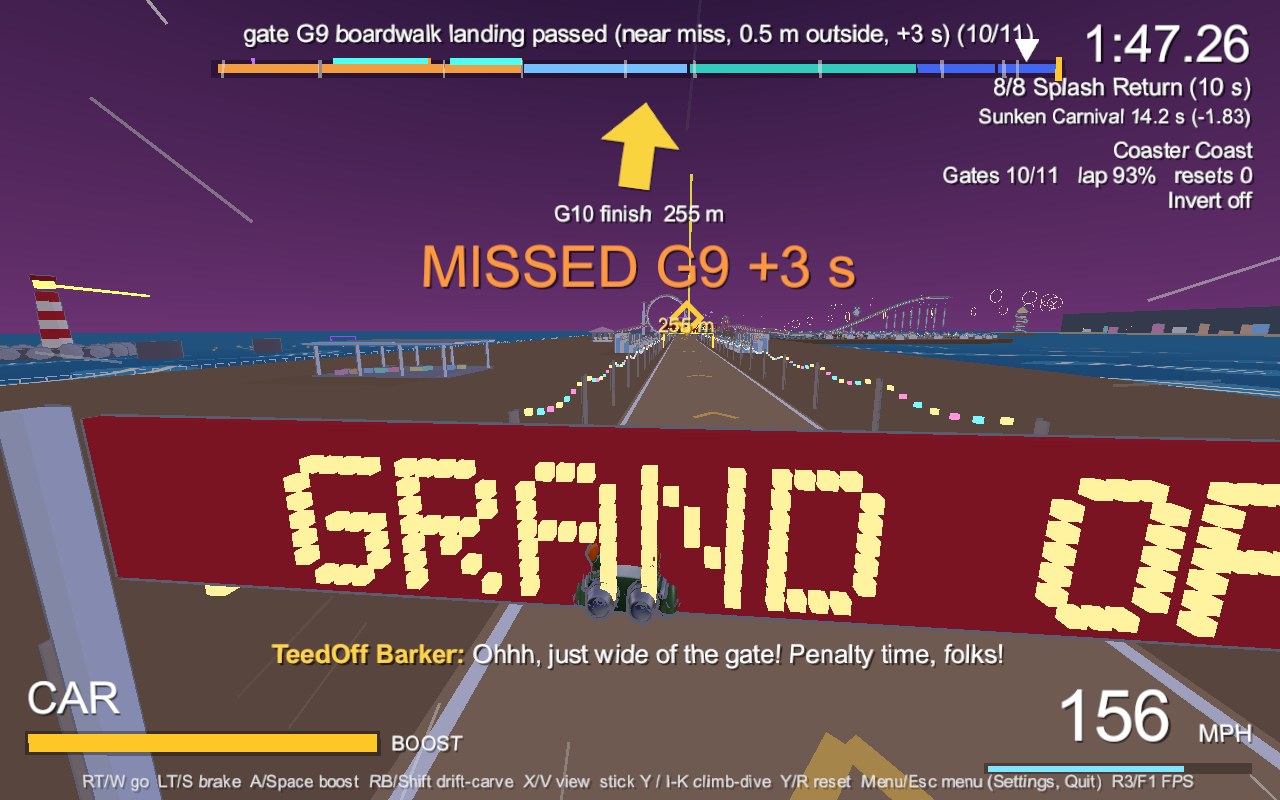 gate G9 boardwalk landing passed (near miss, 0.5 m outside, +3 s) (10/11)
1:47.26
8/8 Splash Return (10 s)
Sunken Carnival 14.2 s (-1.83)
Coaster Coast
Gates 10/11 lap 93% resets 0
Invert off
G10 finish 255 m
MISSED G9 +3 s
255 m
GRAND OP
TeedOff Barker: Ohhh, just wide of the gate! Penalty time, folks!
CAR
BOOST
156 MPH
RT/W go LT/S brake A/Space boost RB/Shift drift-carve X/V view stick Y / I-K climb-dive Y/R reset Menu/Esc menu (Settings, Quit) R3/F1 FPS